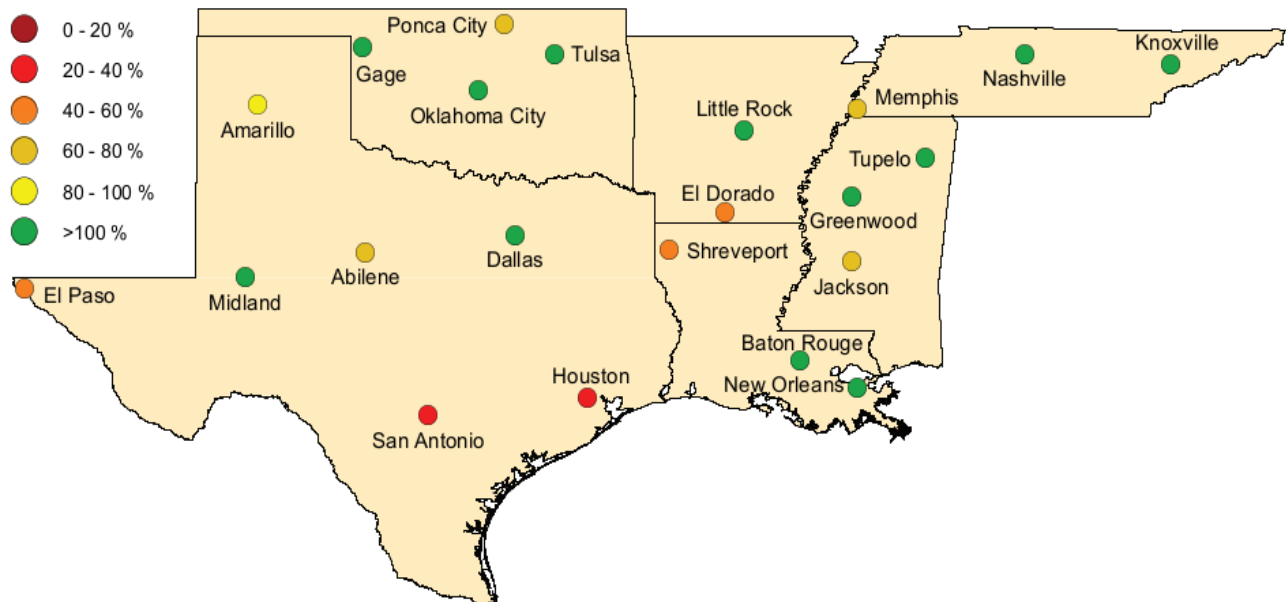 0 - 20 %
20 - 40 %
40 - 60 %
60 - 80 %
80 - 100 %
>100 %
Ponca City
Tulsa
Gage
Oklahoma City
Amarillo
Knoxville
Nashville
Memphis
Little Rock
Tupelo
El Dorado
Greenwood
Dallas
Shreveport
Abilene
Jackson
El Paso
Midland
Baton Rouge
New Orleans
Houston
San Antonio